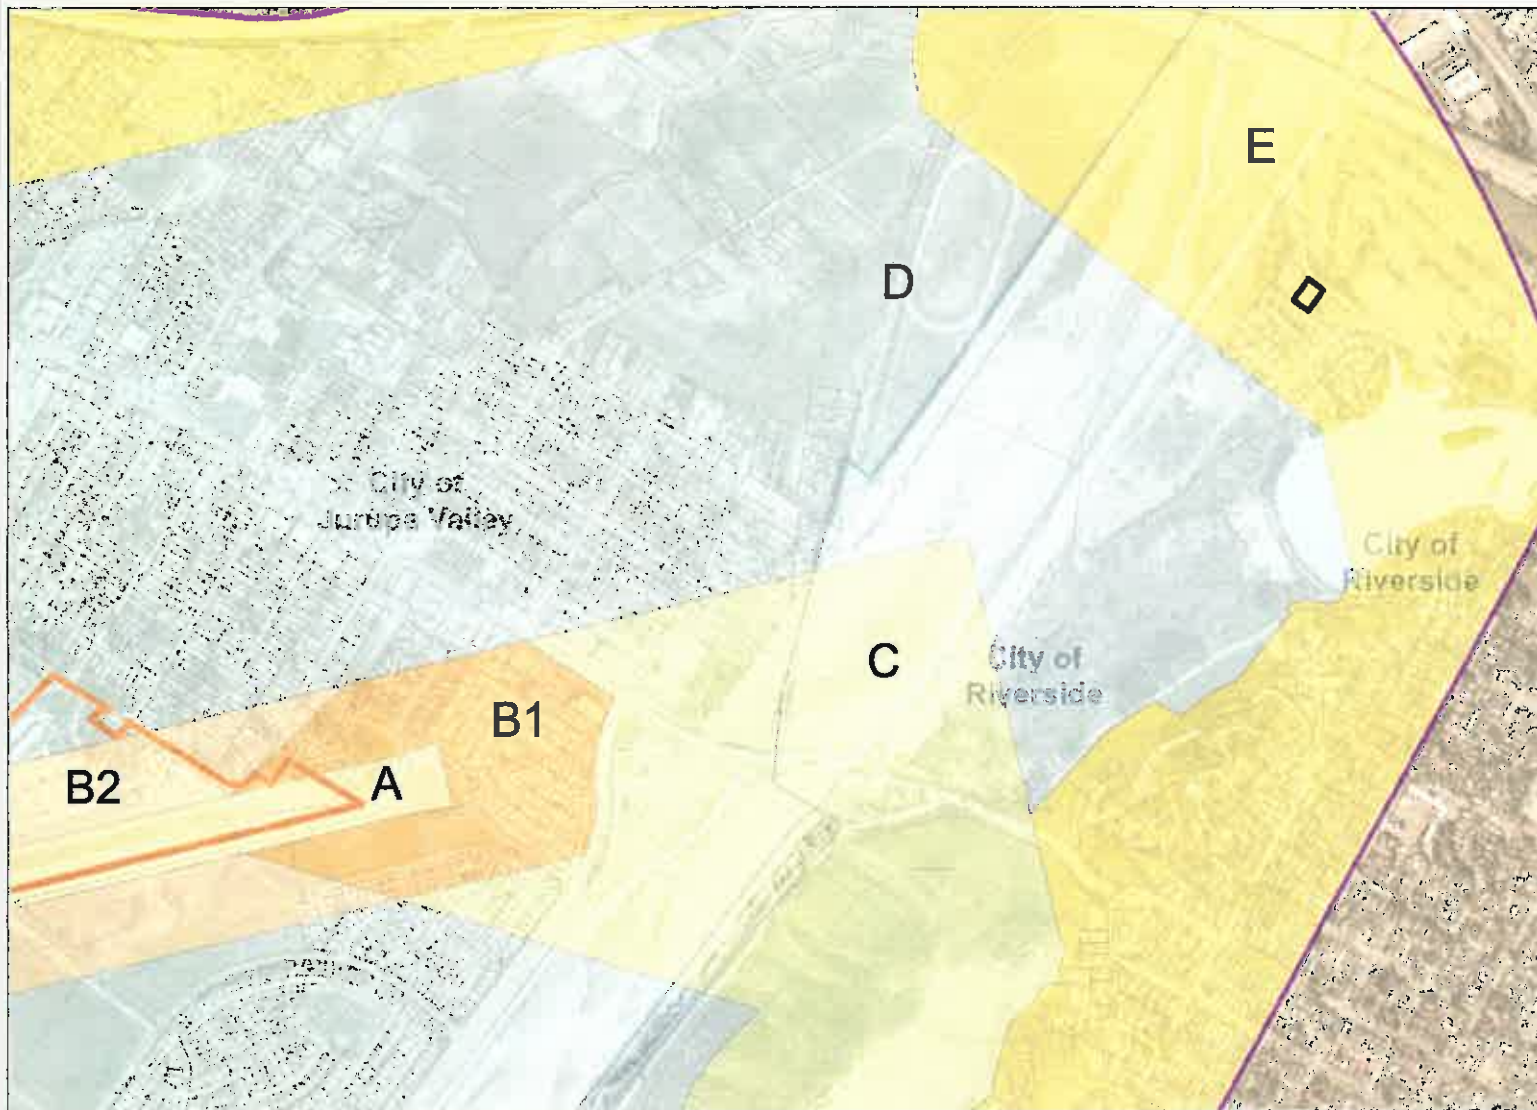 E
D
City of
Jurupa Valley
City of
Riverside
C
City of
Riverside
B1
B2
A